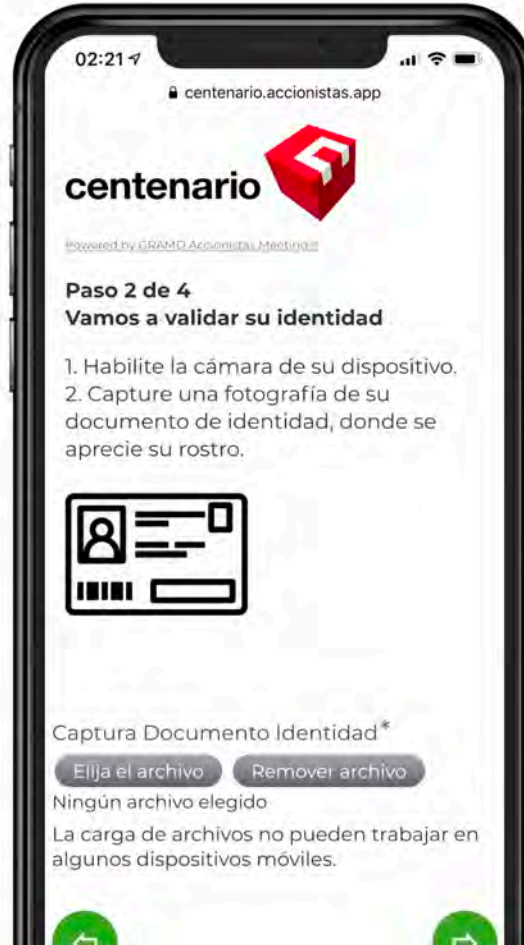 02:21
centenario.accionistas.app
centenario
Powered by GRAMO Accionistas Meeting®
Paso 2 de 4
Vamos a validar su identidad
1. Habilite la cámara de su dispositivo.
2. Capture una fotografía de su
documento de identidad, donde se
aprecie su rostro.
Captura Documento Identidad*
Elija el archivo Remover archivo
Ningún archivo elegido
La carga de archivos no pueden trabajar en
algunos dispositivos móviles.